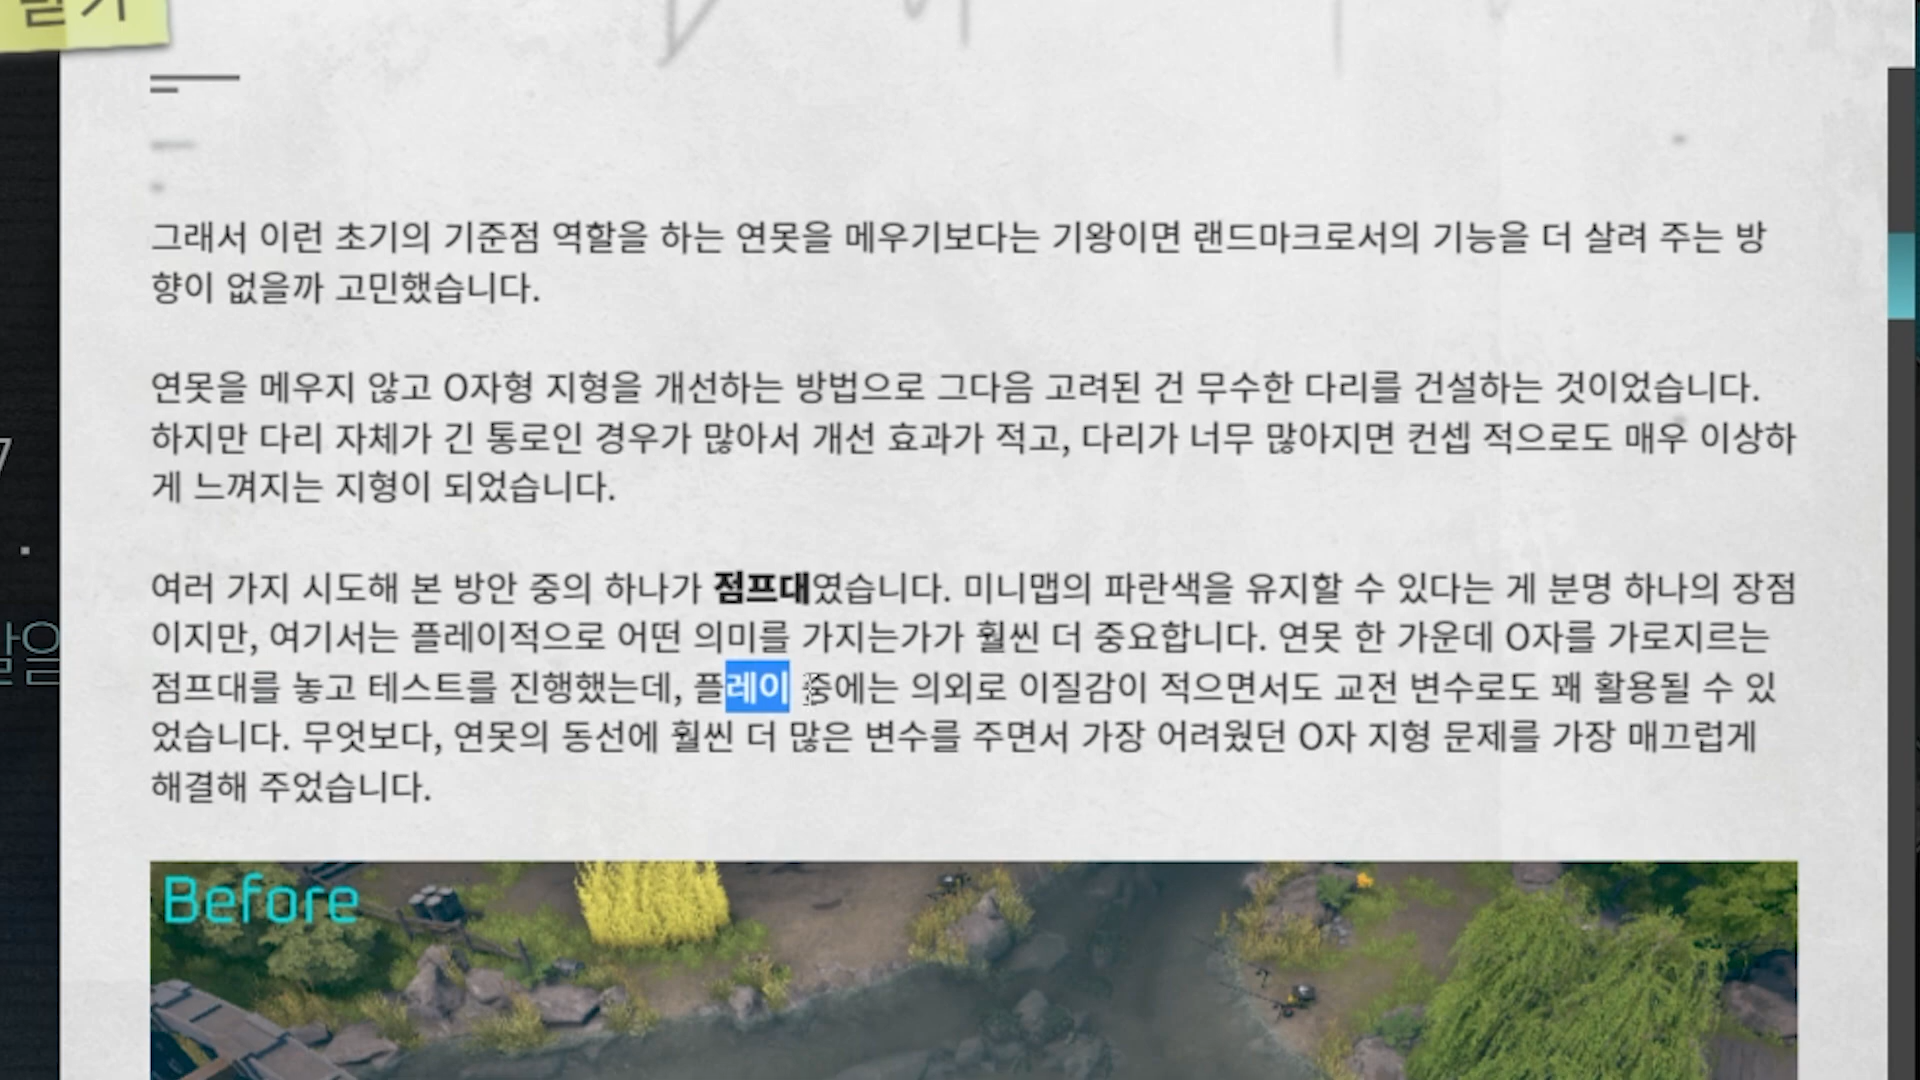 받기
그래서 이런 초기의 기준점 역할을 하는 연못을 메우기보다는 기왕이면 랜드마크로서의 기능을 더 살려 주는 방
향이 없을까 고민했습니다.
연못을 메우지 않고 O자형 지형을 개선하는 방법으로 그다음 고려된 건 무수한 다리를 건설하는 것이었습니다.
하지만 다리 자체가 긴 통로인 경우가 많아서 개선 효과가 적고, 다리가 너무 많아지면 컨셉 적으로도 매우 이상하
게 느껴지는 지형이 되었습니다.
여러 가지 시도해 본 방안 중의 하나가 점프대였습니다. 미니맵의 파란색을 유지할 수 있다는 게 분명 하나의 장점
이지만, 여기서는 플레이적으로 어떤 의미를 가지는가가 훨씬 더 중요합니다. 연못 한 가운데 O자를 가로지르는
점프대를 놓고 테스트를 진행했는데, 플레이 중에는 의외로 이질감이 적으면서도 교전 변수로도 꽤 활용될 수 있
었습니다. 무엇보다, 연못의 동선에 훨씬 더 많은 변수를 주면서 가장 어려웠던 O자 지형 문제를 가장 매끄럽게
해결해 주었습니다.
Before